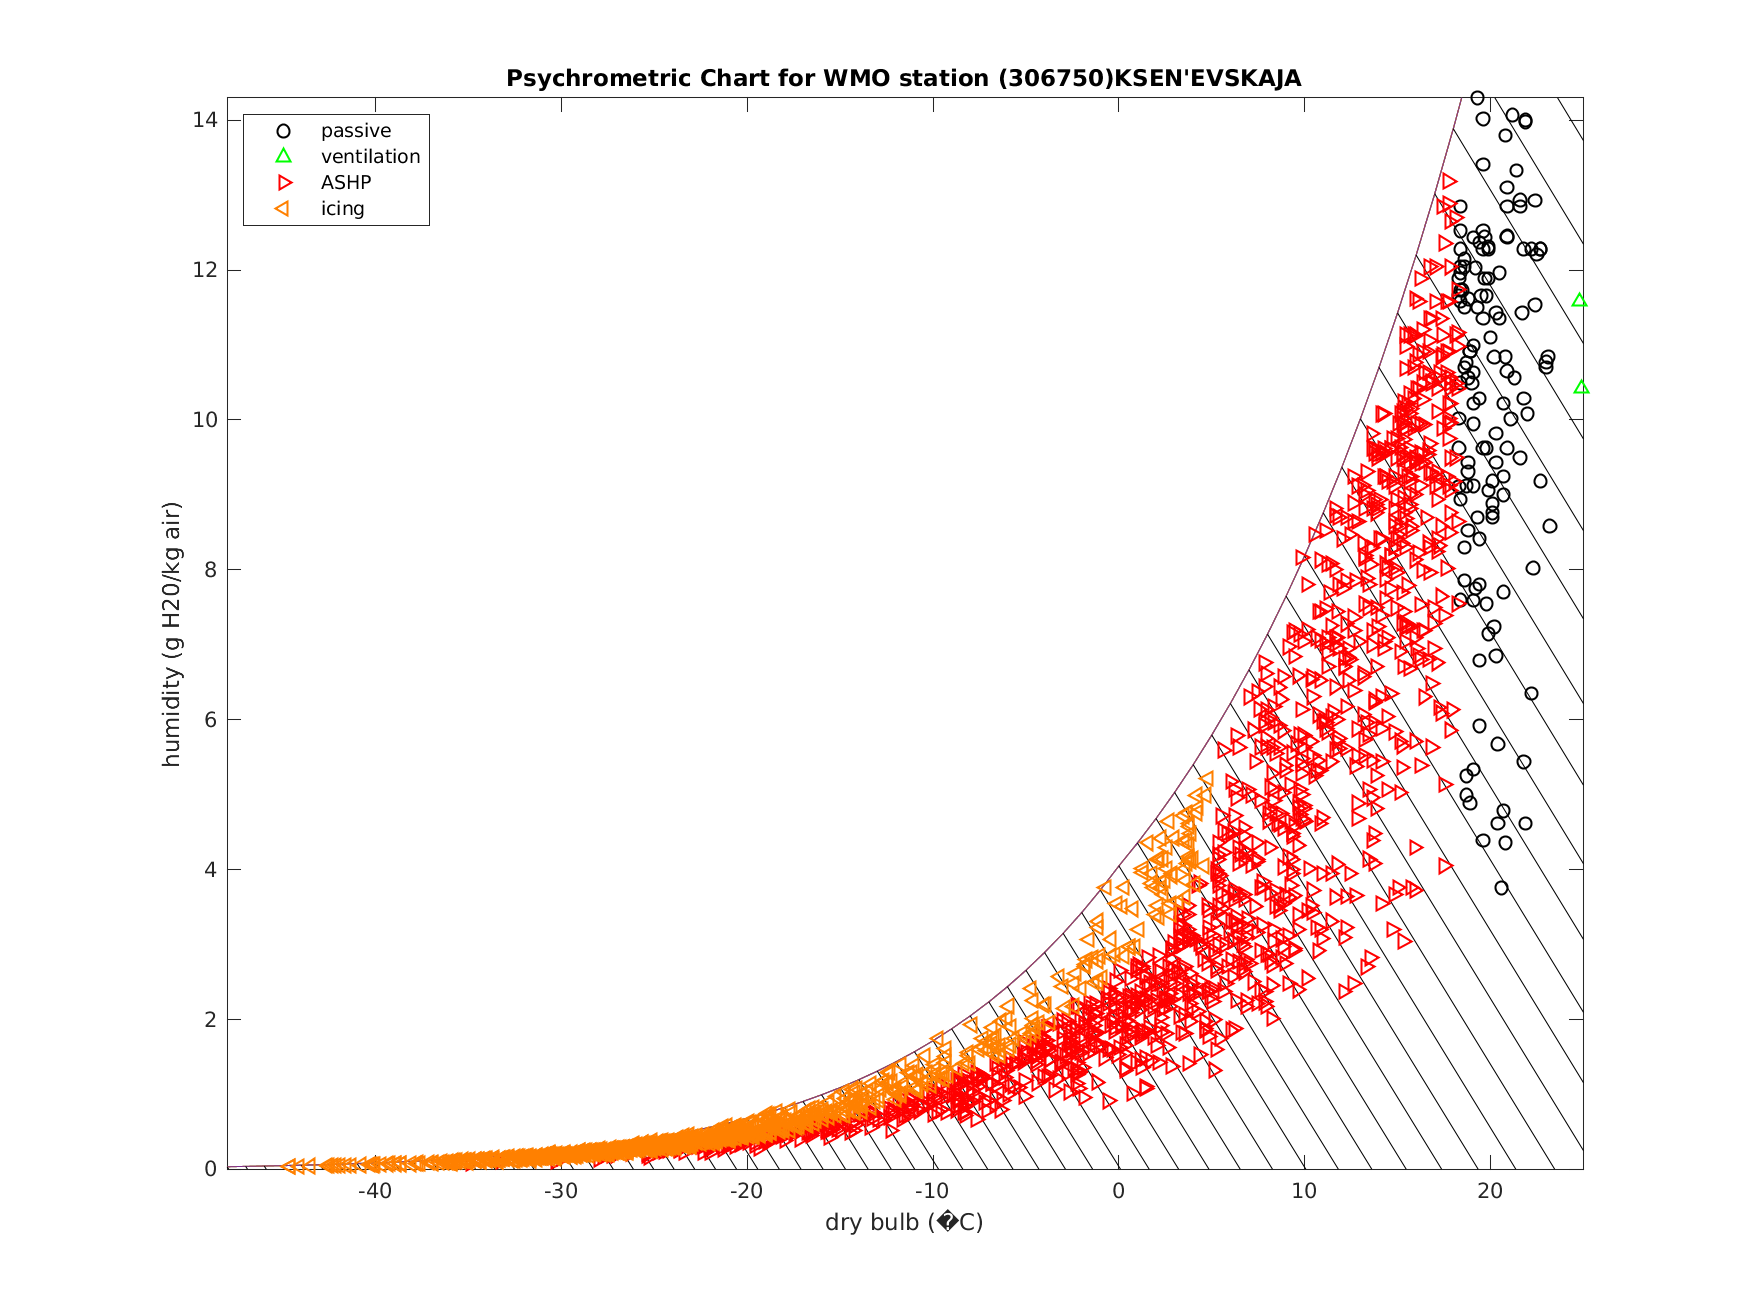 Psychrometric Chart for WMO station (306750)KSEN'EVSKAJA
passive
ventilation
ASHP
icing
14
12
10
8
6
4
2
0
humidity (g H20/kg air)
-40
-30
-20
-10
0
10
20
dry bulb (�C)